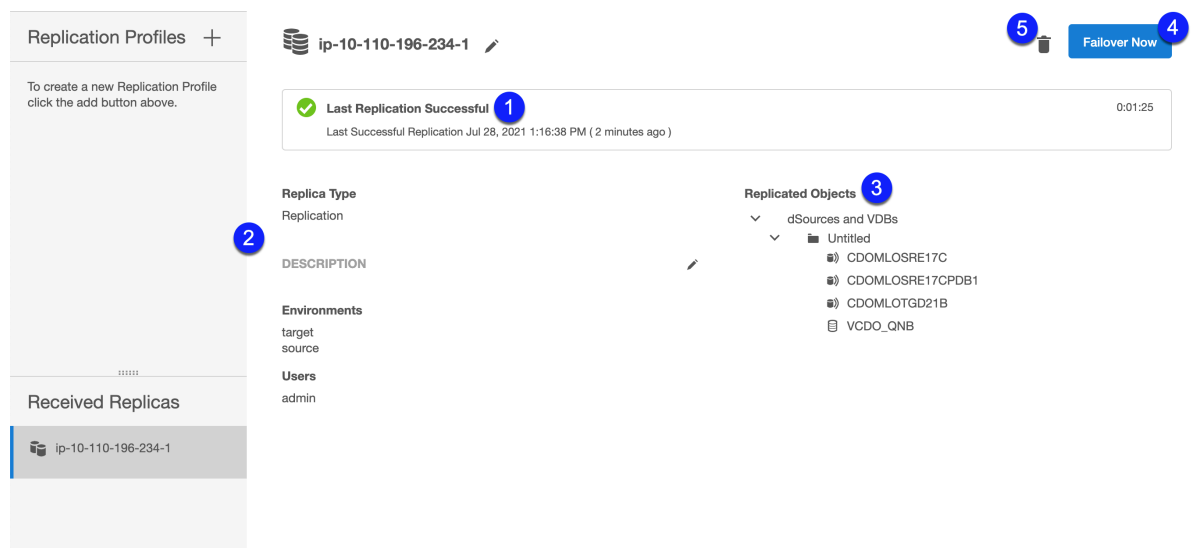 Replication Profiles
To create a new Replication Profile
click the add button above.
Received Replicas
ip-10-110-196-234-1
ip-10-110-196-234-1
5
4
Failover Now
Last Replication Successful
1
0:01:25
Last Successful Replication Jul 28, 2021 1:16:38 PM ( 2 minutes ago )
2
Replica Type
Replication
DESCRIPTION
Environments
target
source
Users
admin
Replicated Objects
3
dSources and VDBs
Untitled
CDOMLOSRE17C
CDOMLOSRE17CPDB1
CDOMLOTGD21B
VCDO_QNB